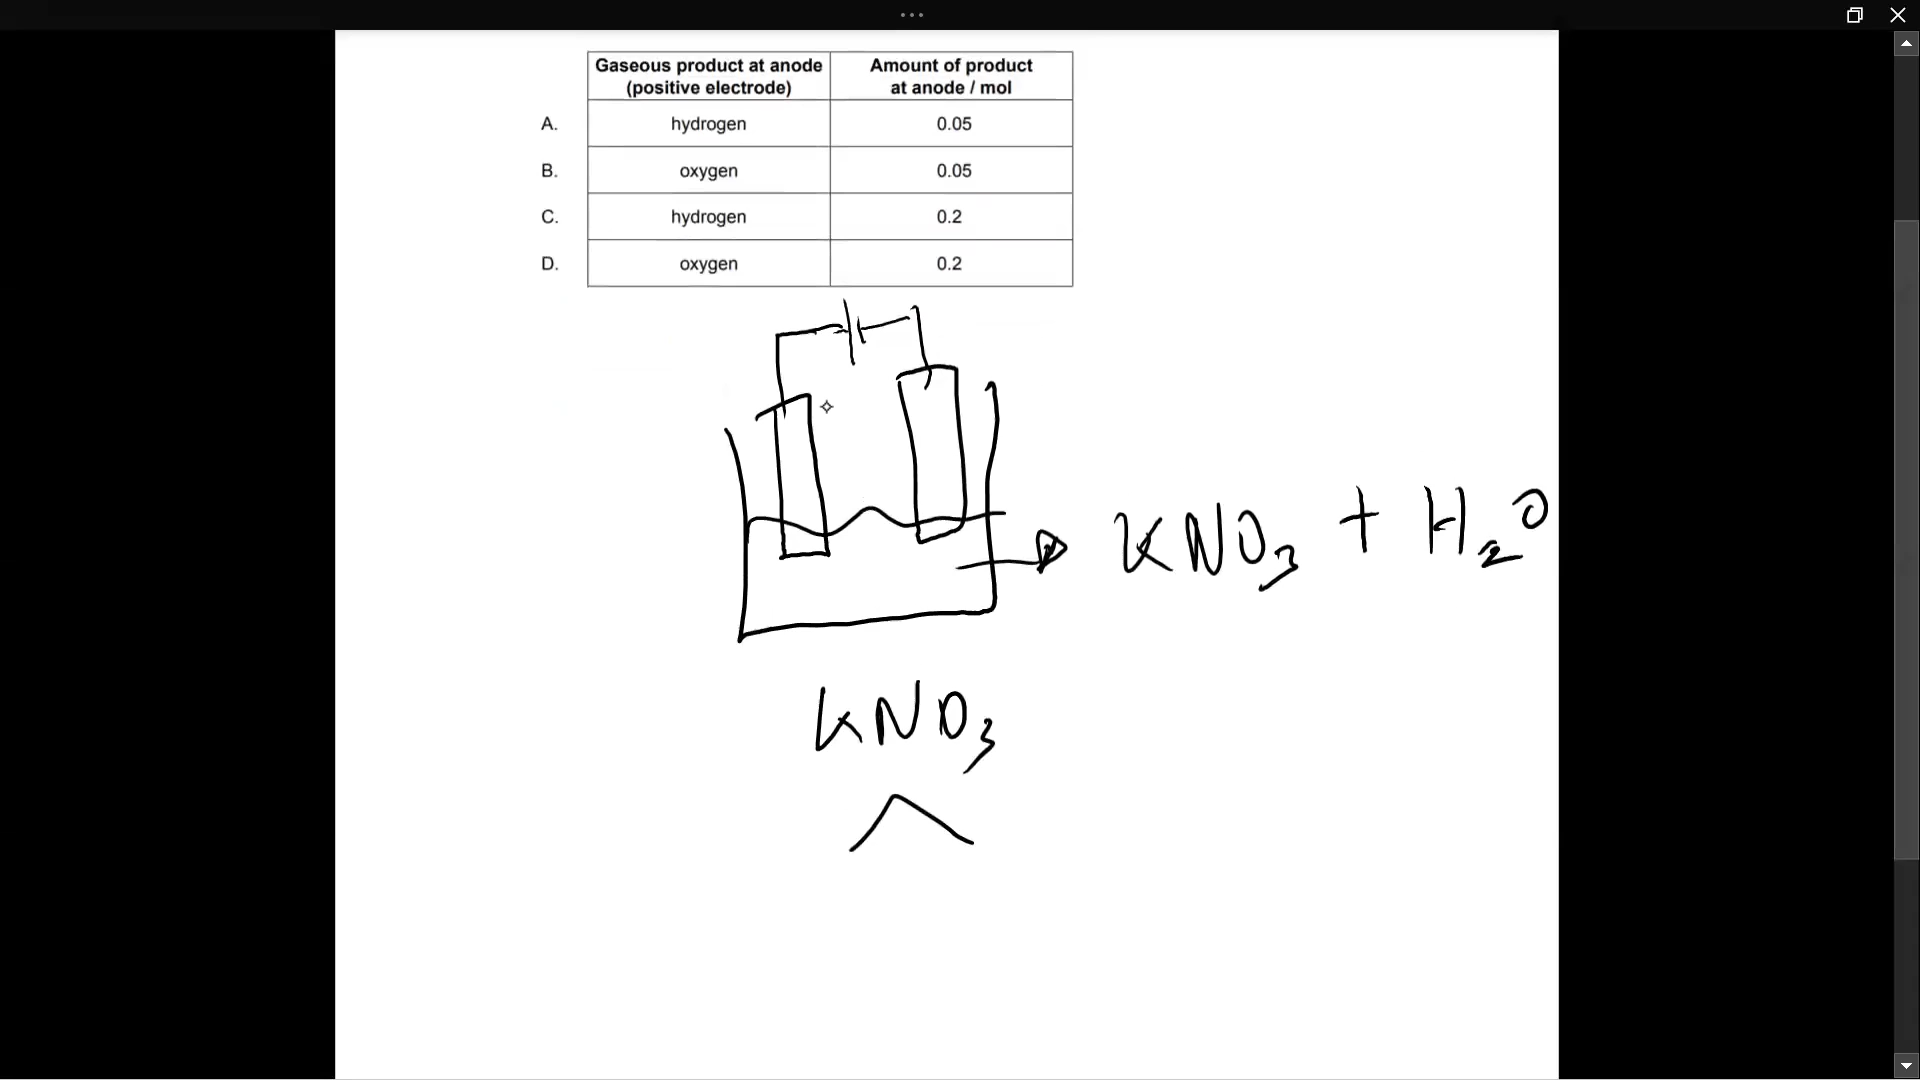 Gaseous product at anode (positive electrode) Amount of product at anode / mol
A. hydrogen 0.05
B. oxygen 0.05
C. hydrogen 0.2
D. oxygen 0.2
KNO3 + H2O
KNO3